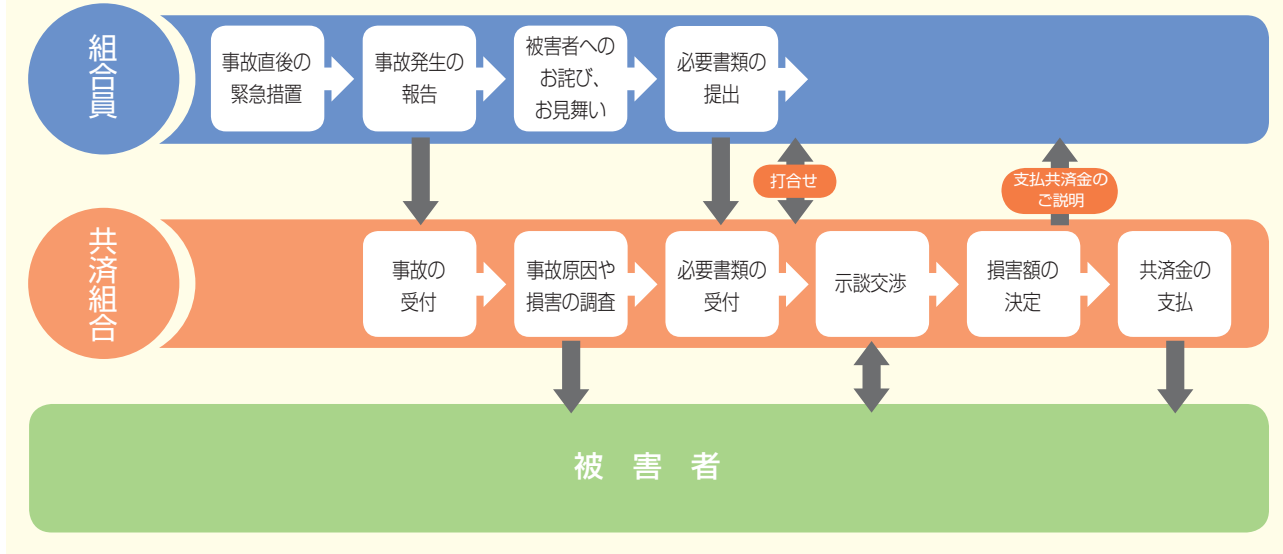 組合員
事故直後の
緊急措置
事故発生の
報告
被害者への
お詫び、
お見舞い
必要書類の
提出
打合せ
支払共済金の
ご説明
共済組合
事故の
受付
事故原因や
損害の調査
必要書類の
受付
示談交渉
損害額の
決定
共済金の
支払
被害者